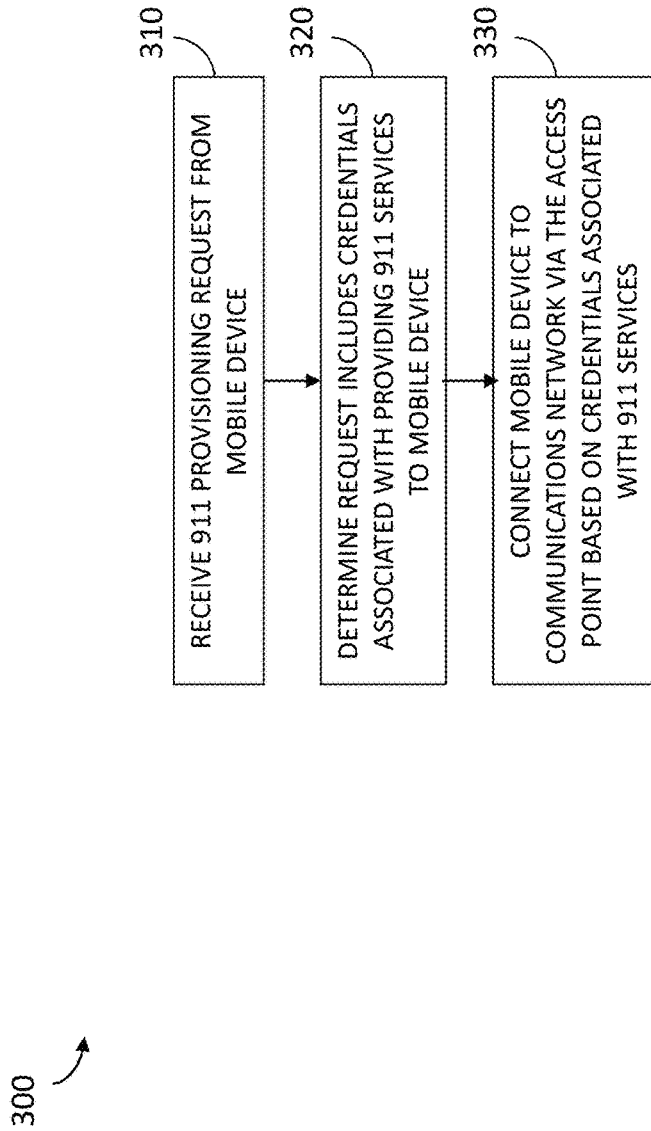 300
310
RECEIVE 911 PROVISIONING REQUEST FROM
MOBILE DEVICE
320
DETERMINE REQUEST INCLUDES CREDENTIALS
ASSOCIATED WITH PROVIDING 911 SERVICES
TO MOBILE DEVICE
330
CONNECT MOBILE DEVICE TO
COMMUNICATIONS NETWORK VIA THE ACCESS
POINT BASED ON CREDENTIALS ASSOCIATED
WITH 911 SERVICES